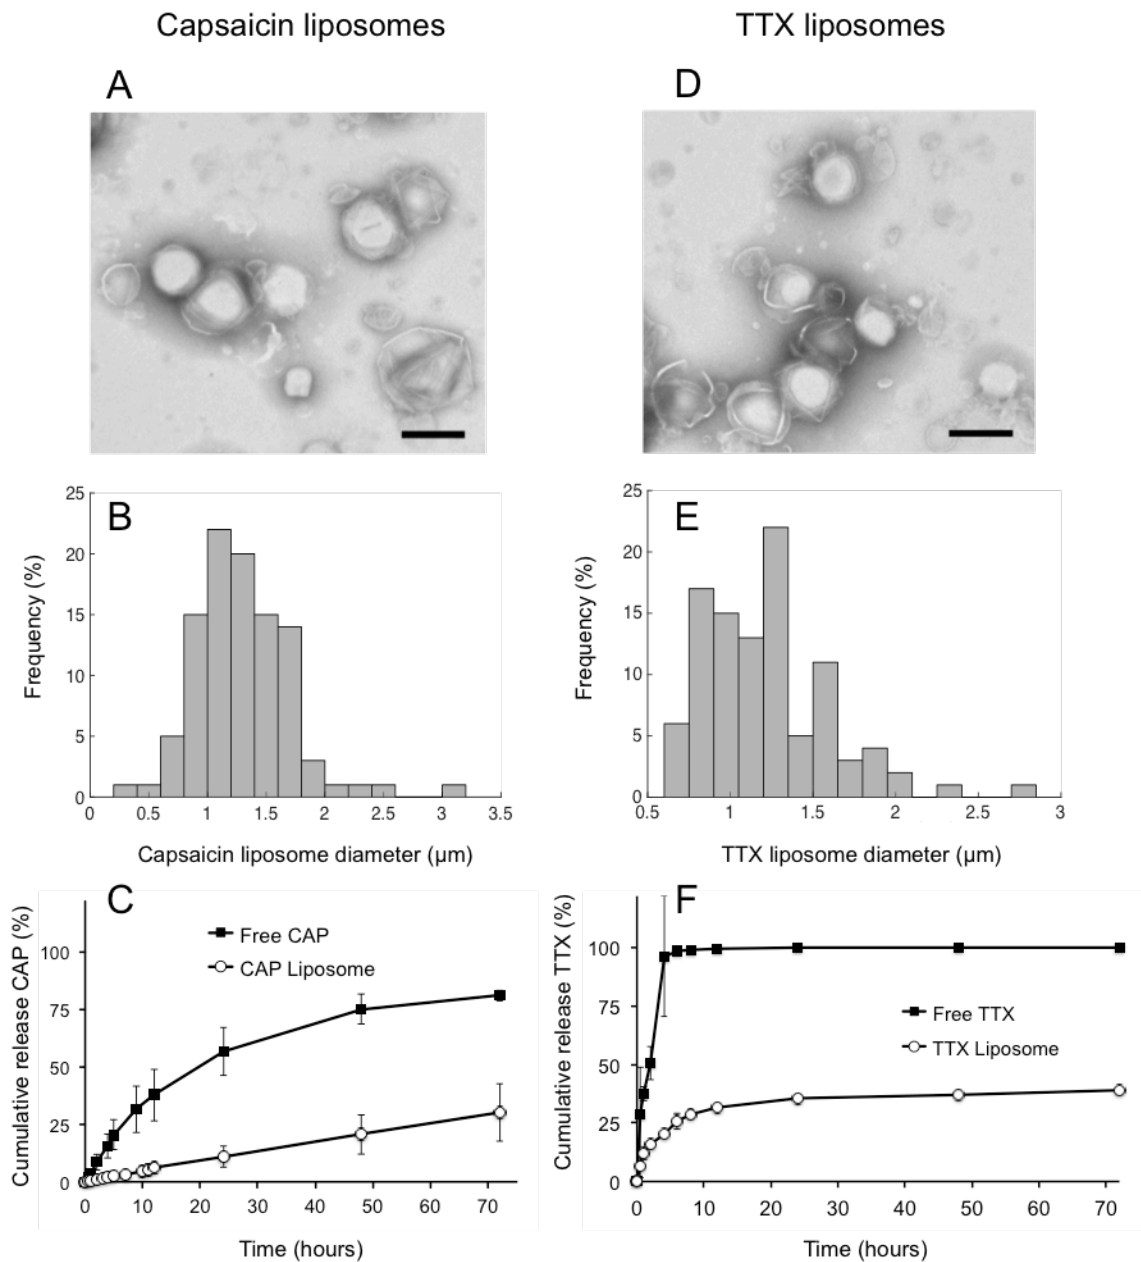 Capsaicin liposomes
TTX liposomes
A
D
B
25
20
15
10
5
0
Frequency (%)
0 0.5 1 1.5 2 2.5 3 3.5
Capsaicin liposome diameter (µm)
E
25
20
15
10
5
0
Frequency (%)
0.5 1 1.5 2 2.5 3
TTX liposome diameter (µm)
C
Cumulative release CAP (%)
100
75
50
25
0
Free CAP
CAP Liposome
0 10 20 30 40 50 60 70
Time (hours)
F
Cumulative release TTX (%)
100
75
50
25
0
Free TTX
TTX Liposome
0 10 20 30 40 50 60 70
Time (hours)